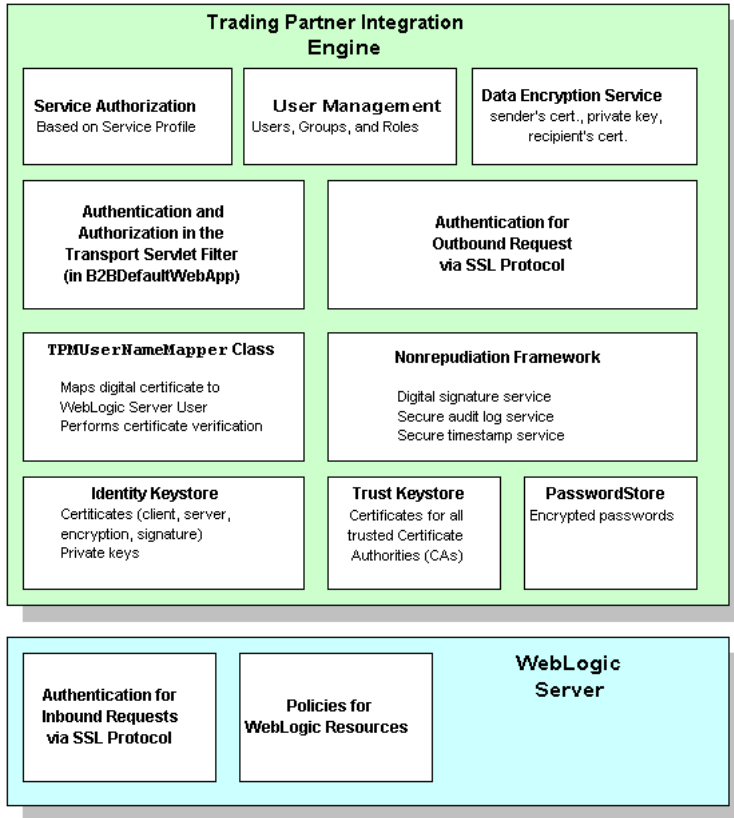 Trading Partner Integration
Engine
Service Authorization
Based on Service Profile
User Management
Users, Groups, and Roles
Data Encryption Service
sender's cert., private key,
recipient's cert.
Authentication and
Authorization in the
Transport Servlet Filter
(in B2BDefaultWebApp)
Authentication for
Outbound Request
via SSL Protocol
TPMUserNameMapper Class
Maps digital certificate to
WebLogic Server User
Performs certificate verification
Nonrepudiation Framework
Digital signature service
Secure audit log service
Secure timestamp service
Identity Keystore
Certiticates (client, server,
encryption, signature)
Private keys
Trust Keystore
Certificates for all
trusted Certificate
Authorities (CAs)
PasswordStore
Encrypted passwords
WebLogic
Server
Authentication for
Inbound Requests
via SSL Protocol
Policies for
WebLogic Resources